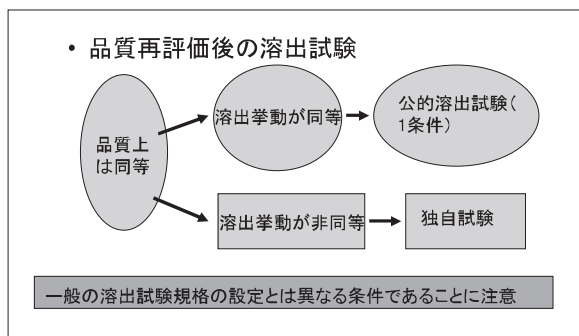 • 品質再評価後の溶出試験
品質上
は同等
溶出挙動が同等
公的溶出試験(
1条件)
溶出挙動が非同等
独自試験
一般の溶出試験規格の設定とは異なる条件であることに注意